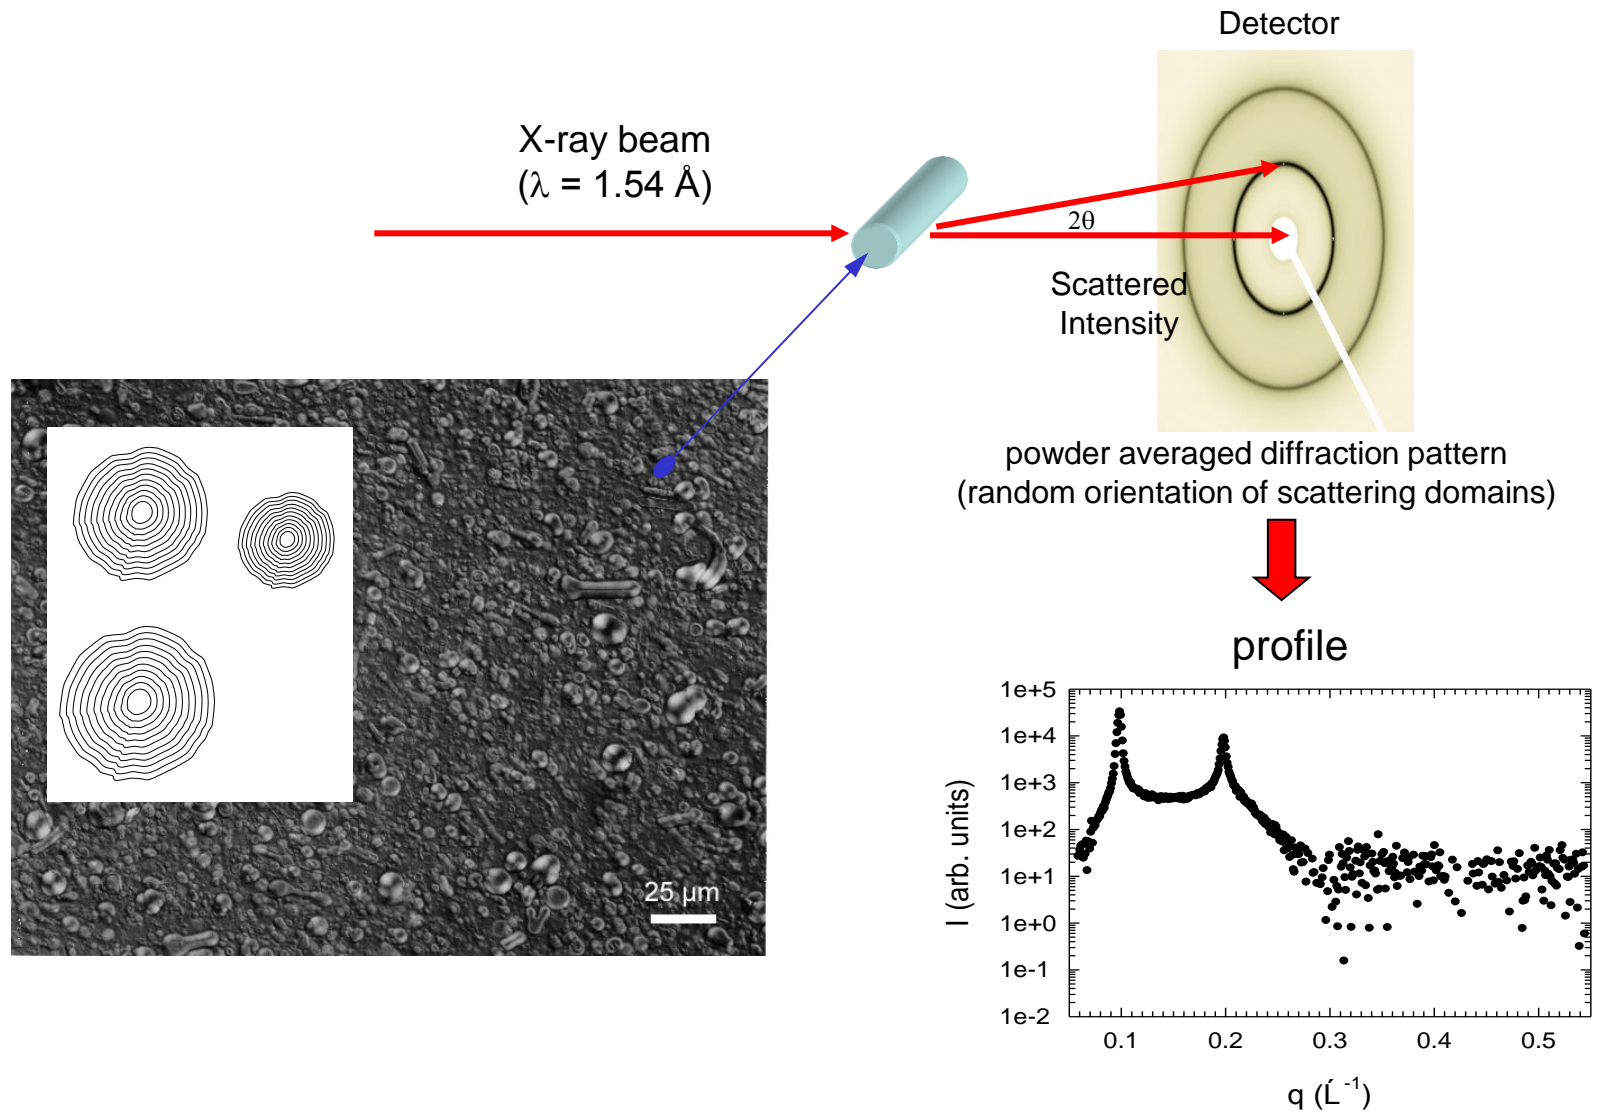 Detector
X-ray beam
(λ = 1.54 Å)
2θ
Scattered
Intensity
powder averaged diffraction pattern
(random orientation of scattering domains)
25 µm
profile
1e+5
1e+4
1e+3
1e+2
1e+1
1e+0
1e-1
1e-2
I (arb. units)
0.1 0.2 0.3 0.4 0.5
q (Ĺ⁻¹)